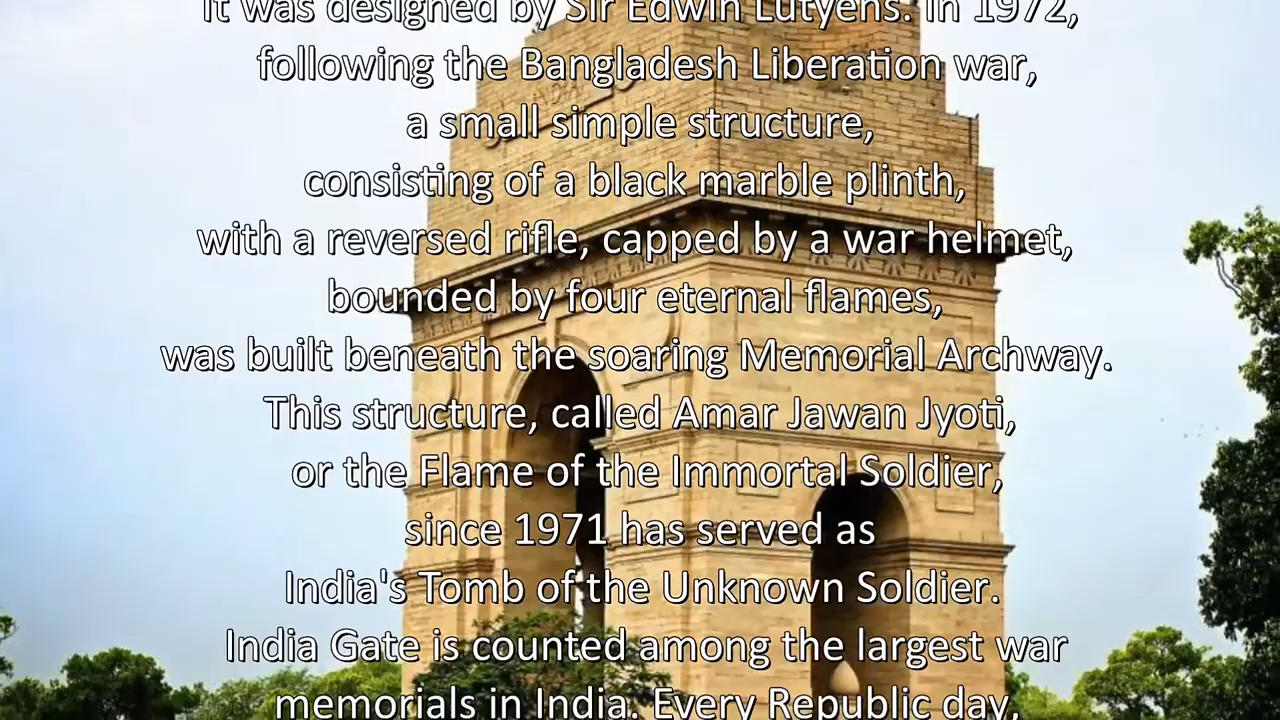 It was designed by Sir Edwin Lutyens. In 1972,
following the Bangladesh Liberation war,
a small simple structure,
consisting of a black marble plinth,
with a reversed rifle, capped by a war helmet,
bounded by four eternal flames,
was built beneath the soaring Memorial Archway.
This structure, called Amar Jawan Jyoti,
or the Flame of the Immortal Soldier,
since 1971 has served as
India's Tomb of the Unknown Soldier.
India Gate is counted among the largest war
memorials in India. Every Republic day,